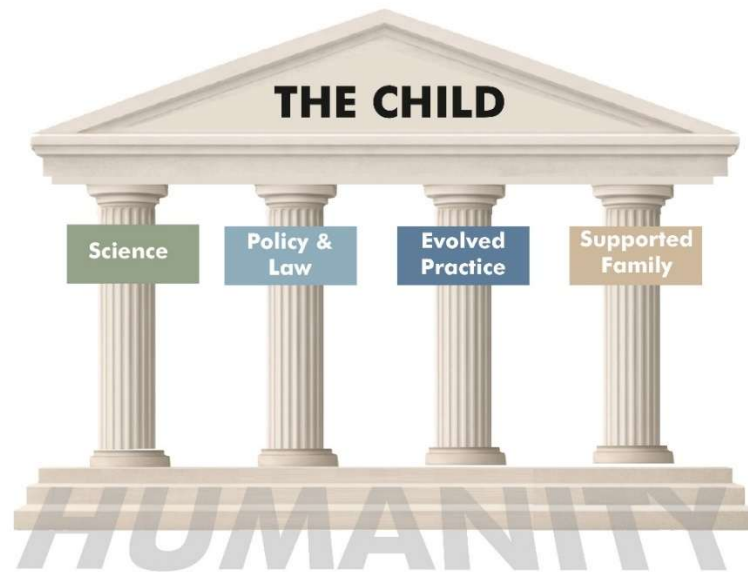 THE CHILD
Science
Policy &
Law
Evolved
Practice
Supported
Family
HUMANITY